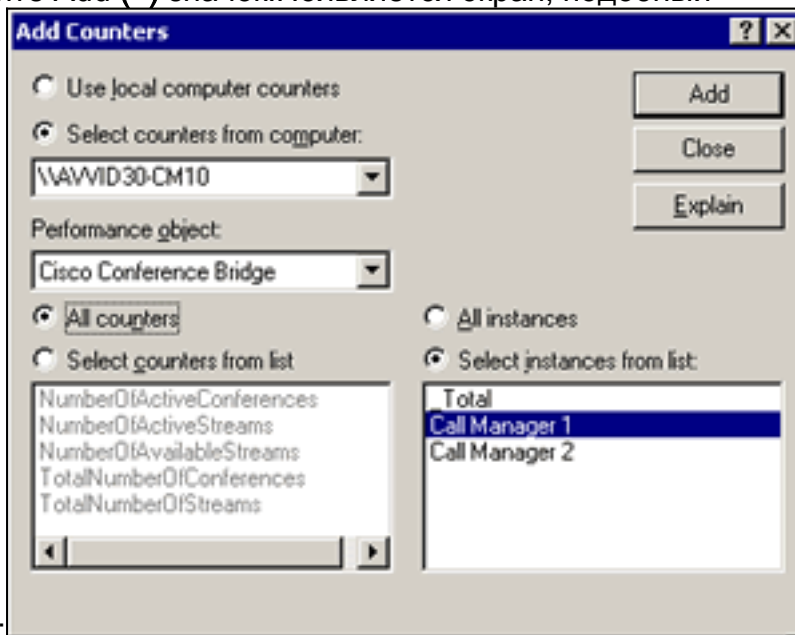 Add Counters
Use local computer counters
Select counters from computer:
\\AVVID30-CM10
Performance object:
Cisco Conference Bridge
All counters
Select counters from list
NumberOfActiveConferences
NumberOfActiveStreams
NumberOfAvailableStreams
TotalNumberOfConferences
TotalNumberOfStreams
Add
Close
Explain
All instances
Select instances from list:
_Total
Call Manager 1
Call Manager 2